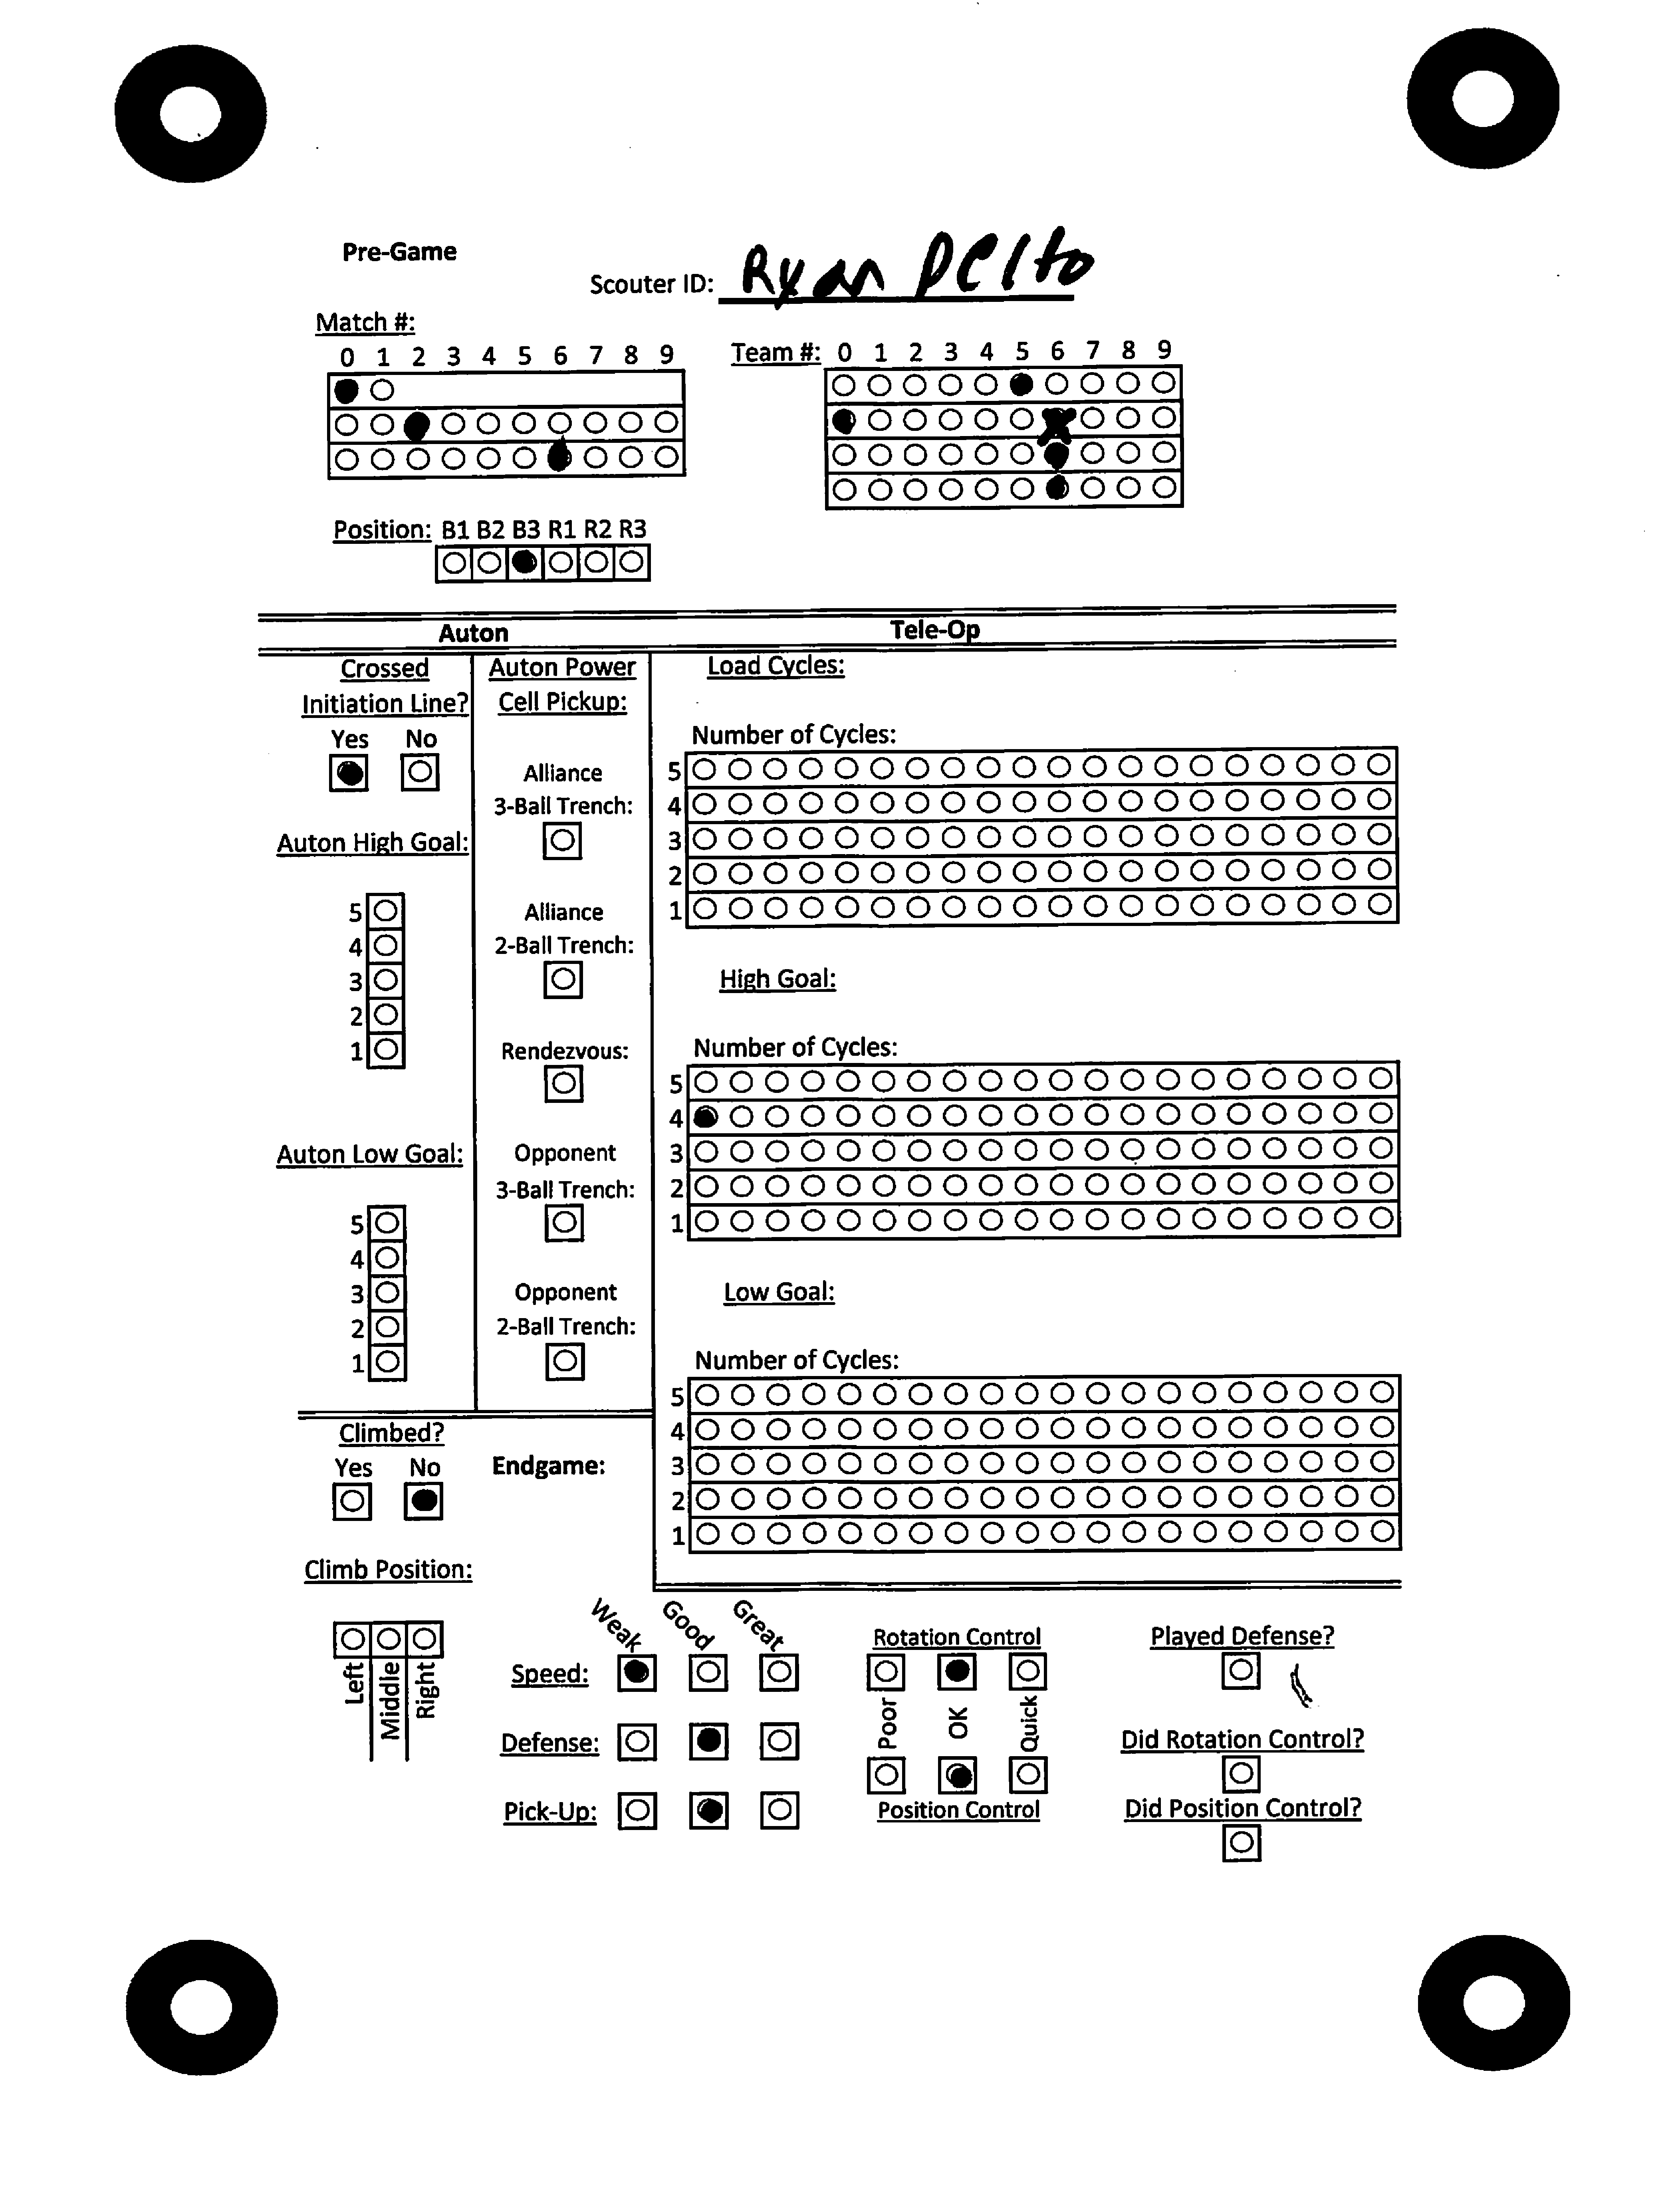 Pre-Game
Scouter ID: Ryan Delto
Match #:
0 1 2 3 4 5 6 7 8 9
Team #: 0 1 2 3 4 5 6 7 8 9
Position: B1 B2 B3 R1 R2 R3
Auton
Tele-Op
Crossed
Initiation Line?
Yes No
Auton High Goal:
5
4
3
2
1
Auton Low Goal:
5
4
3
2
1
Auton Power
Cell Pickup:
Alliance
3-Ball Trench:
Alliance
2-Ball Trench:
Rendezvous:
Opponent
3-Ball Trench:
Opponent
2-Ball Trench:
Load Cycles:
Number of Cycles:
5
4
3
2
1
High Goal:
Number of Cycles:
5
4
3
2
1
Low Goal:
Number of Cycles:
5
4
3
2
1
Climbed?
Yes No
Endgame:
Climb Position:
Left
Middle
Right
Weak Good Great
Speed:
Defense:
Pick-Up:
Rotation Control
Poor OK Quick
Position Control
Played Defense?
Did Rotation Control?
Did Position Control?